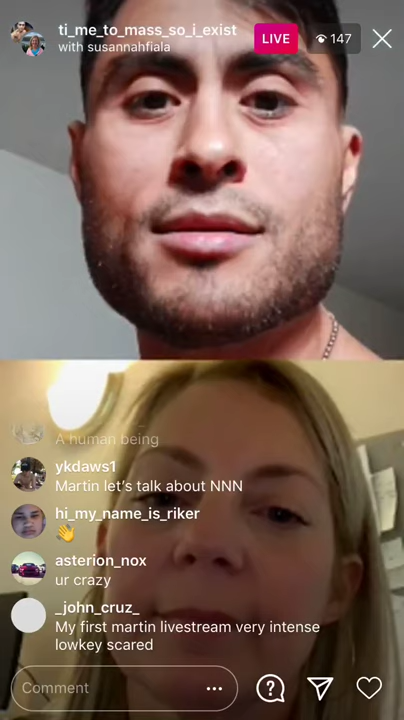 ti_me_to_mass_so_i_exist
with susannahfiala
LIVE
147
A human being
ykdaws1
Martin let's talk about NNN
hi_my_name_is_riker
👋
asterion_nox
ur crazy
_john_cruz_
My first martin livestream very intense
lowkey scared
Comment